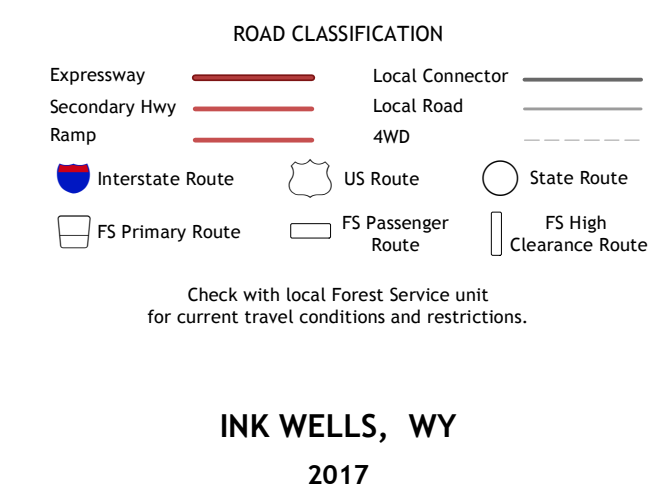 ROAD CLASSIFICATION
Expressway
Local Connector
Secondary Hwy
Local Road
Ramp
4WD
Interstate Route
US Route
State Route
FS Primary Route
FS Passenger
Route
FS High
Clearance Route
Check with local Forest Service unit
for current travel conditions and restrictions.
INK WELLS, WY
2017